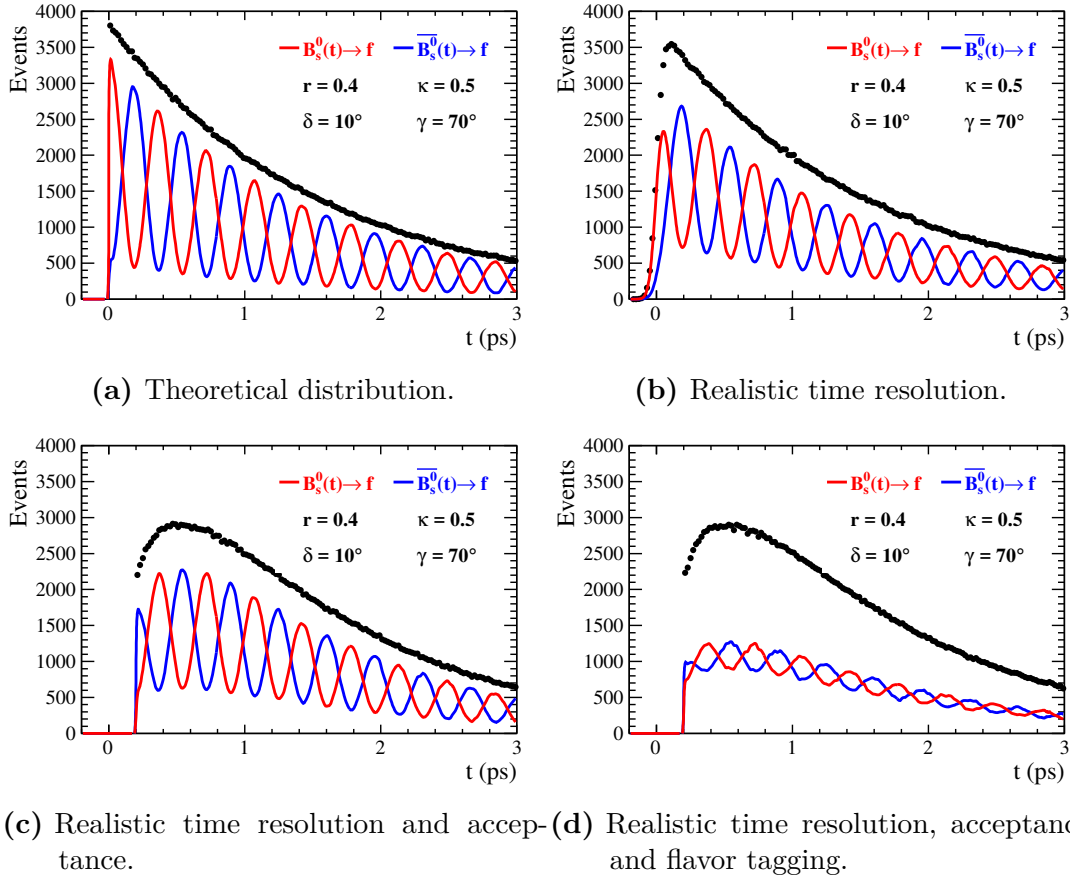 4000
3500
3000
2500
2000
1500
1000
500
0
Events
B⁰ₛ(t)→ f
B̅⁰ₛ(t)→ f
r = 0.4
κ = 0.5
δ = 10°
γ = 70°
0 1 2 3
t (ps)
4000
3500
3000
2500
2000
1500
1000
500
0
Events
B⁰ₛ(t)→ f
B̅⁰ₛ(t)→ f
r = 0.4
κ = 0.5
δ = 10°
γ = 70°
0 1 2 3
t (ps)
(a) Theoretical distribution.
(b) Realistic time resolution.
4000
3500
3000
2500
2000
1500
1000
500
0
Events
B⁰ₛ(t)→ f
B̅⁰ₛ(t)→ f
r = 0.4
κ = 0.5
δ = 10°
γ = 70°
0 1 2 3
t (ps)
4000
3500
3000
2500
2000
1500
1000
500
0
Events
B⁰ₛ(t)→ f
B̅⁰ₛ(t)→ f
r = 0.4
κ = 0.5
δ = 10°
γ = 70°
0 1 2 3
t (ps)
(c) Realistic time resolution and accep-
tance.
(d) Realistic time resolution, acceptanc
and flavor tagging.